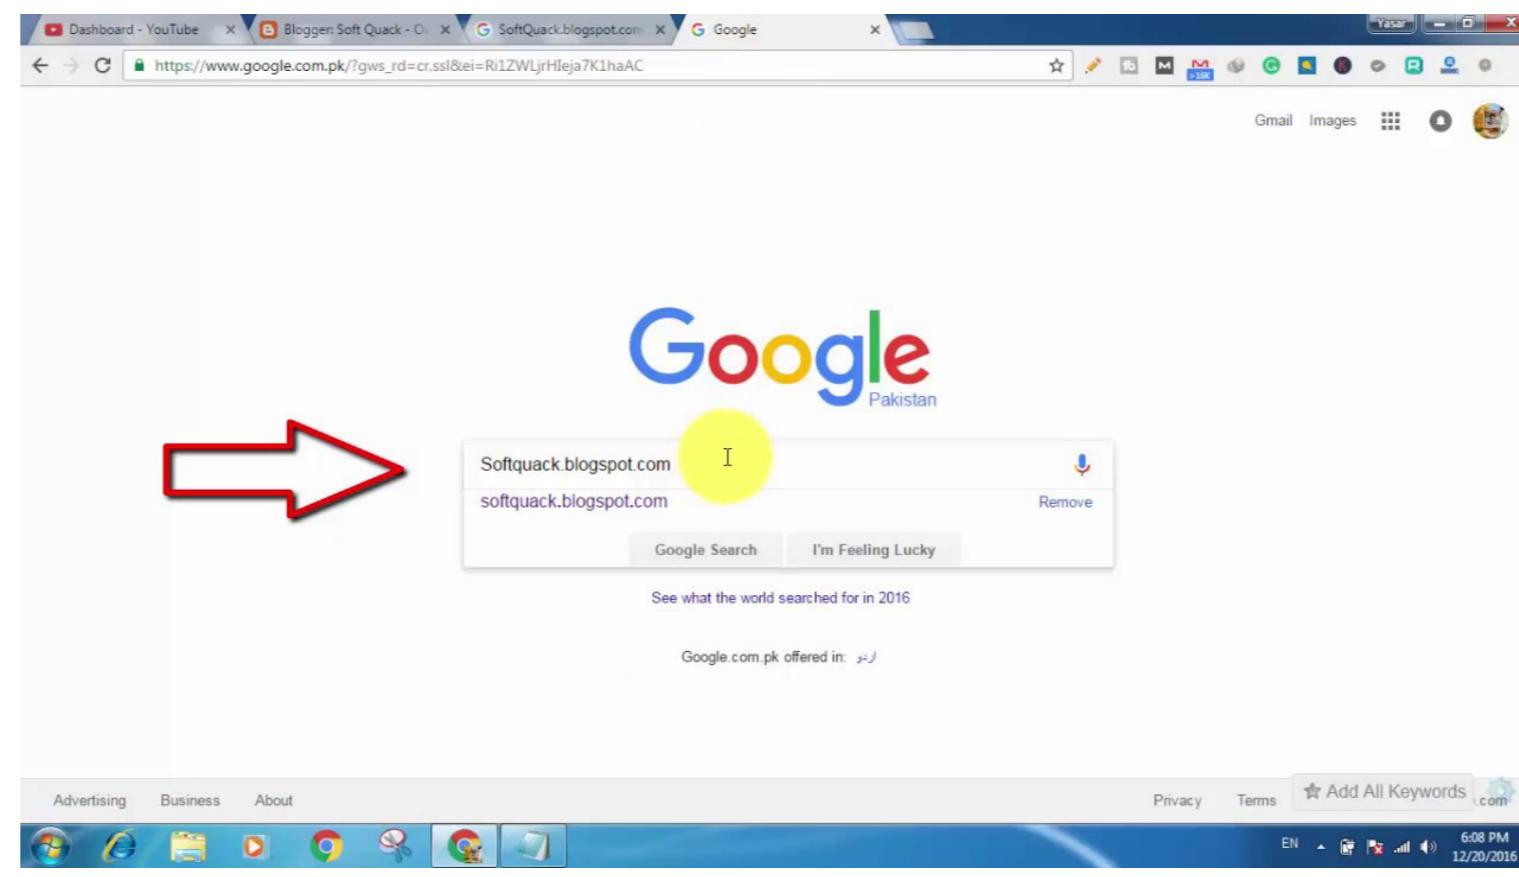 Dashboard - YouTube
Blogger: Soft Quack - O
SoftQuack.blogspot.com
Google
Yasar
https://www.google.com.pk/?gws_rd=cr,ssl&ei=Ri1ZWLjrHIeja7K1haAC
>16K
Gmail Images
Google
Pakistan
Softquack.blogspot.com
softquack.blogspot.com Remove
Google Search I'm Feeling Lucky
See what the world searched for in 2016
Google.com.pk offered in: اردو
Advertising Business About Privacy Terms Add All Keywords .com
EN 6:08 PM
12/20/2016